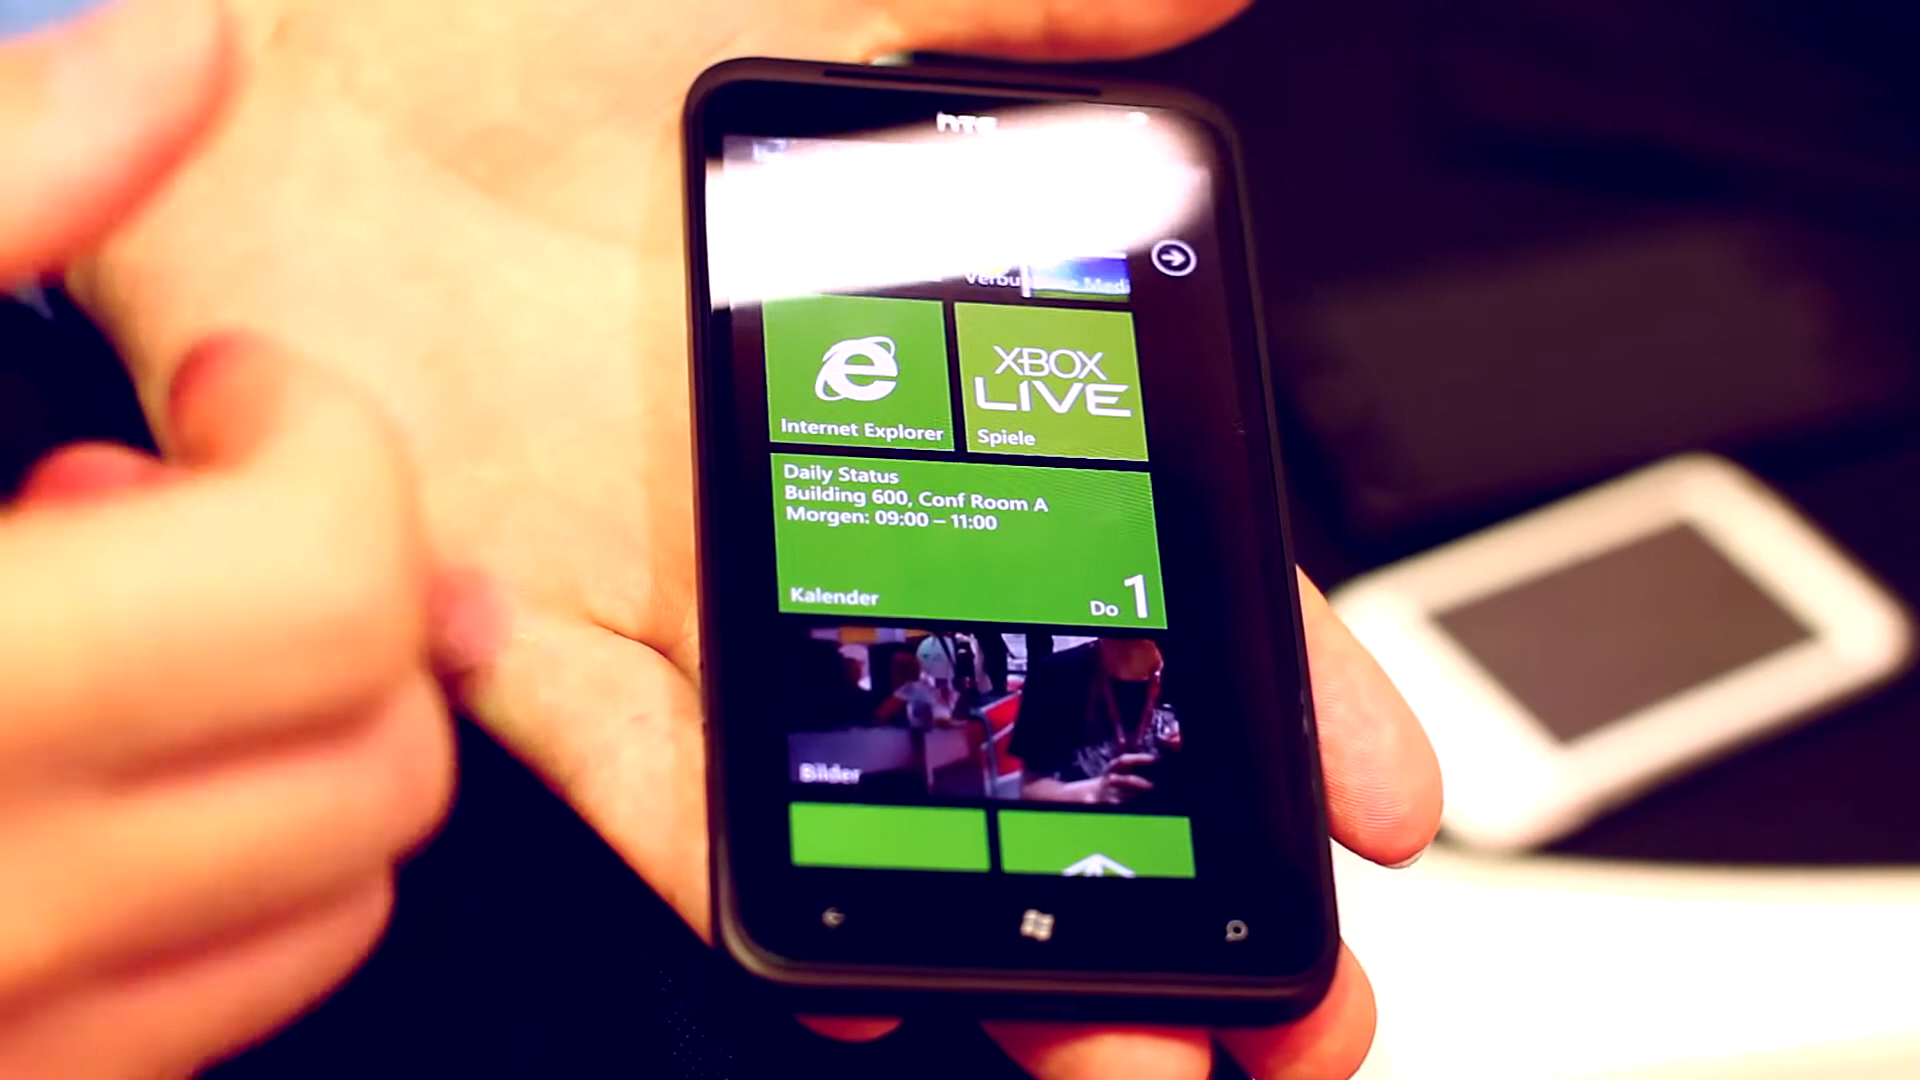 hTC
Internet Explorer
XBOX
LIVE
Spiele
Daily Status
Building 600, Conf Room A
Morgen: 09:00 – 11:00
Kalender
Do 1
Bilder